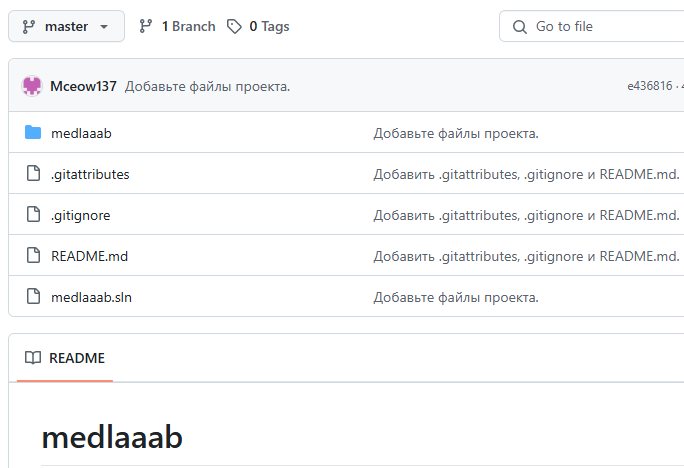 master 1 Branch 0 Tags Go to file
Mceow137 Добавьте файлы проекта. e436816 ·
medlaaab Добавьте файлы проекта.
.gitattributes Добавить .gitattributes, .gitignore и README.md.
.gitignore Добавить .gitattributes, .gitignore и README.md.
README.md Добавить .gitattributes, .gitignore и README.md.
medlaaab.sln Добавьте файлы проекта.
README
medlaaab